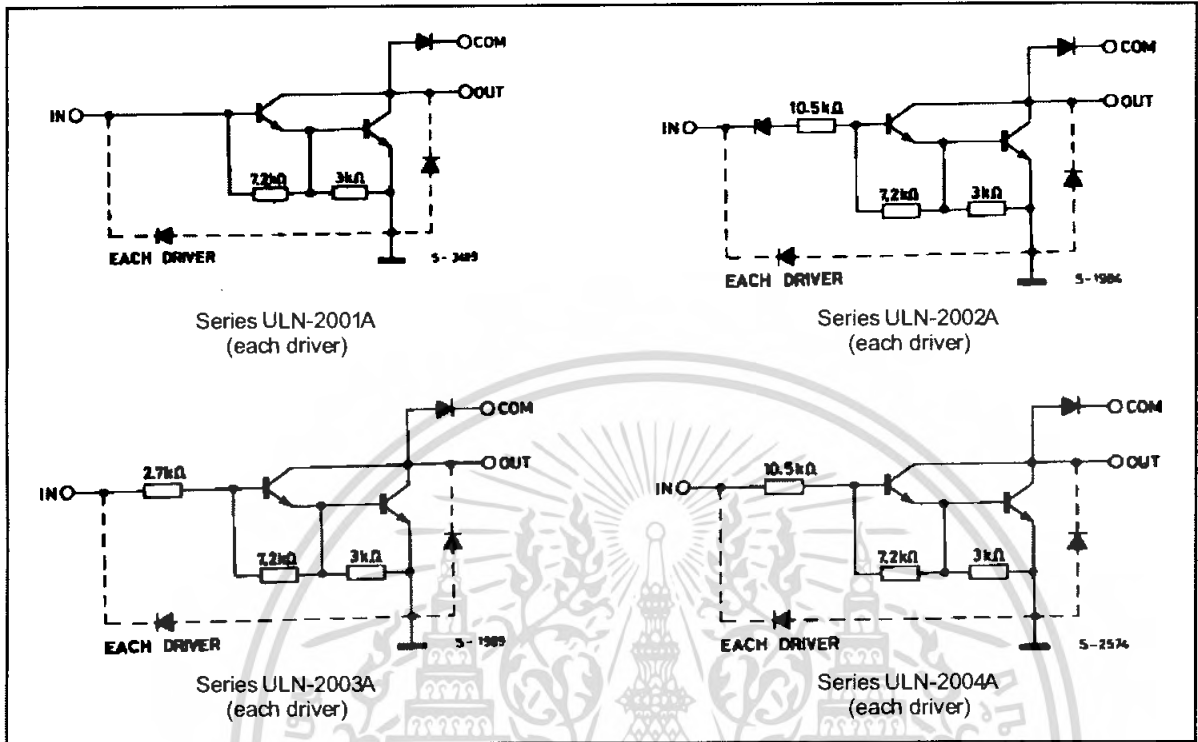 COM
OUT
IN
7.2kΩ
3kΩ
EACH DRIVER
S-3489
Series ULN-2001A
(each driver)
COM
OUT
10.5kΩ
IN
7.2kΩ
3kΩ
EACH DRIVER
S-1984
Series ULN-2002A
(each driver)
COM
OUT
2.7kΩ
IN
7.2kΩ
3kΩ
EACH DRIVER
S-1985
Series ULN-2003A
(each driver)
COM
OUT
10.5kΩ
IN
7.2kΩ
3kΩ
EACH DRIVER
S-2574
Series ULN-2004A
(each driver)